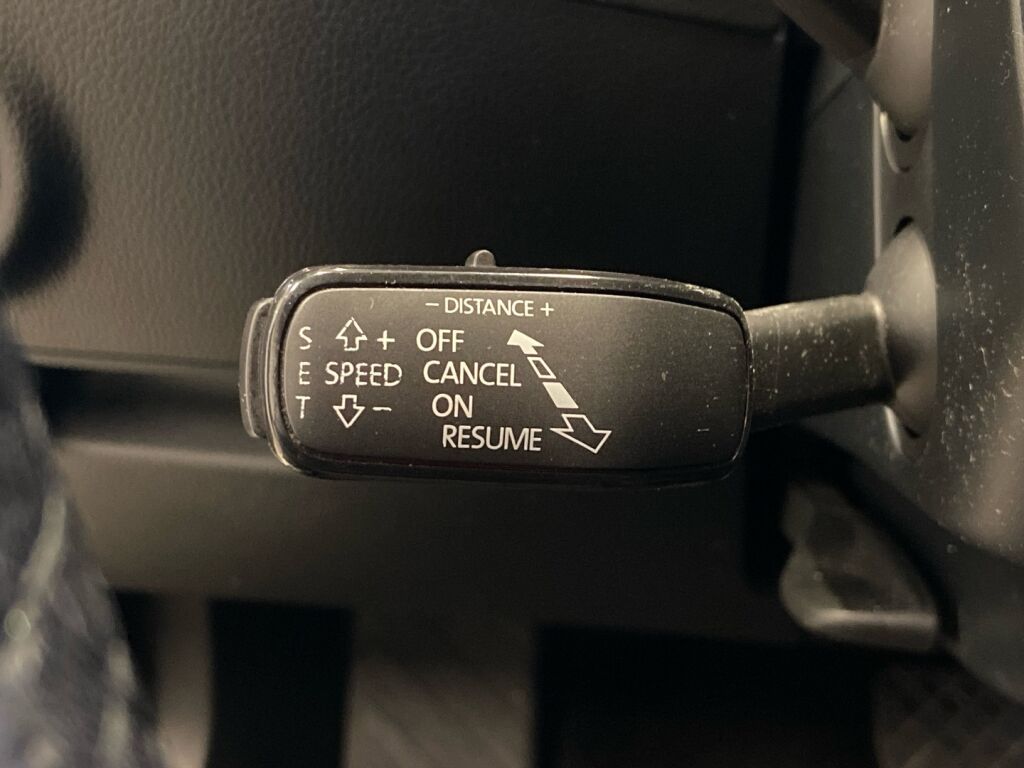 − DISTANCE +
S + OFF
E SPEED CANCEL
T − ON
RESUME